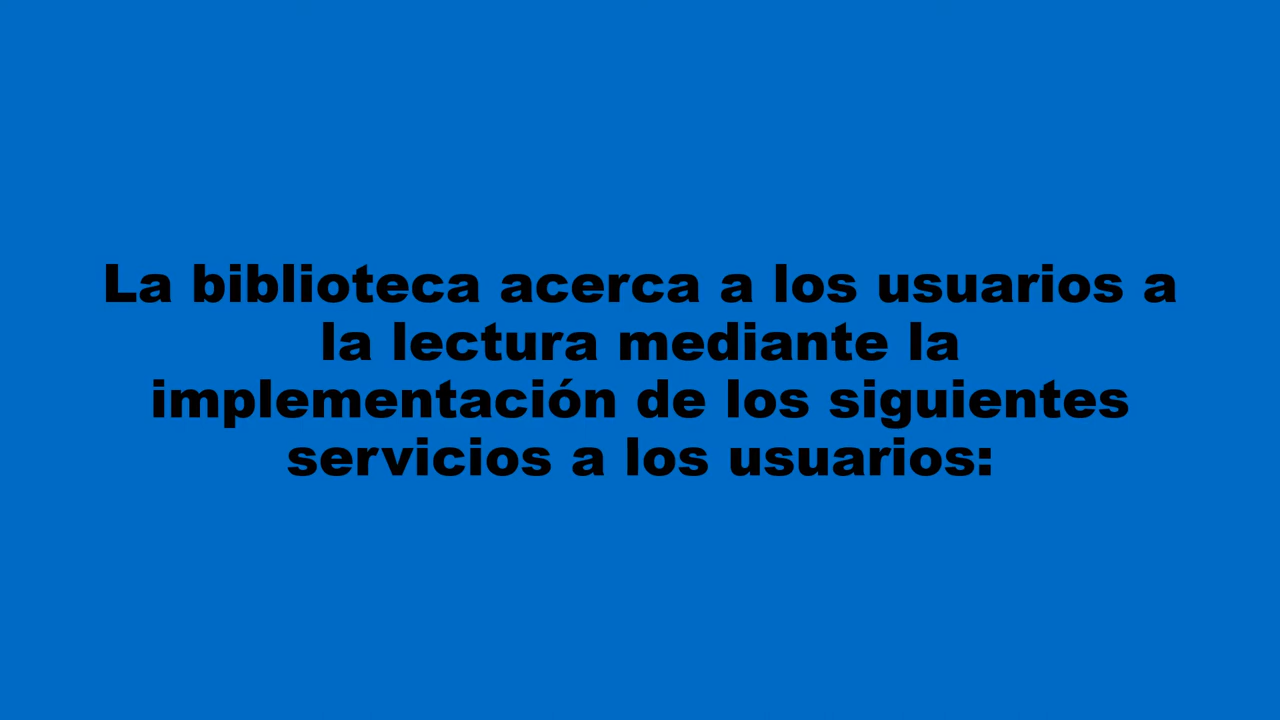 La biblioteca acerca a los usuarios a
la lectura mediante la
implementación de los siguientes
servicios a los usuarios: